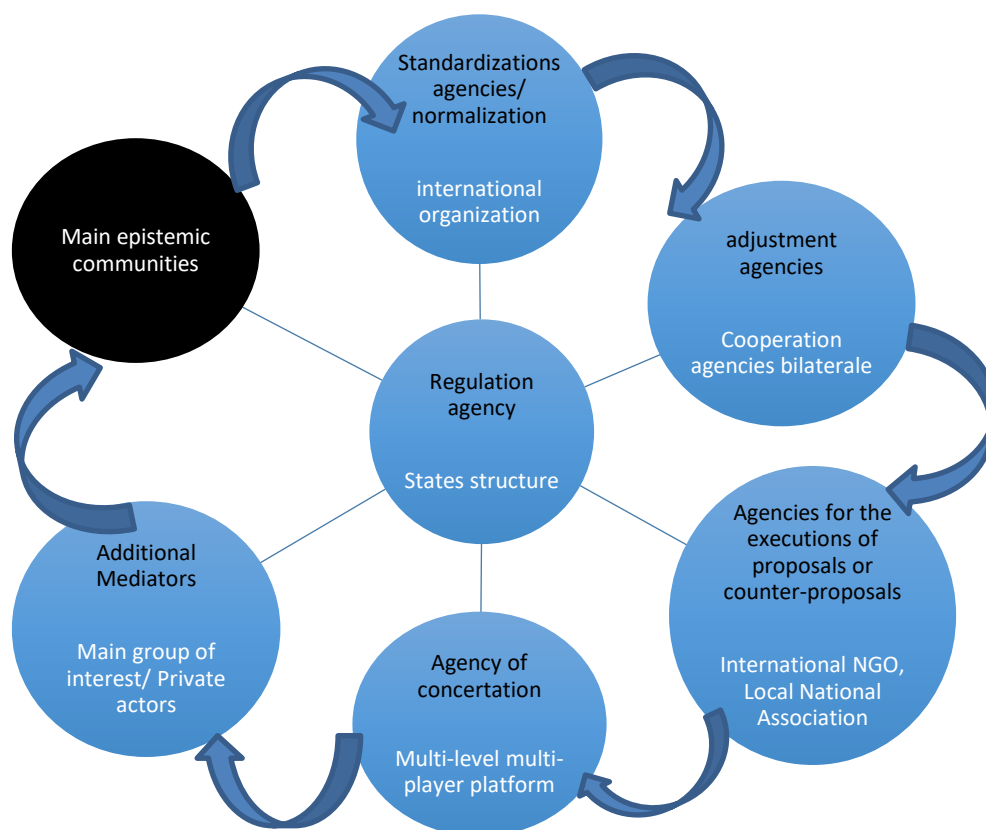 Standardizations
agencies/
normalization
international
organization
adjustment
agencies
Cooperation
agencies bilaterale
Agencies for the
executions of
proposals or
counter-proposals
International NGO,
Local National
Association
Agency of
concertation
Multi-level multi-
player platform
Additional
Mediators
Main group of
interest/ Private
actors
Main epistemic
communities
Regulation
agency
States structure